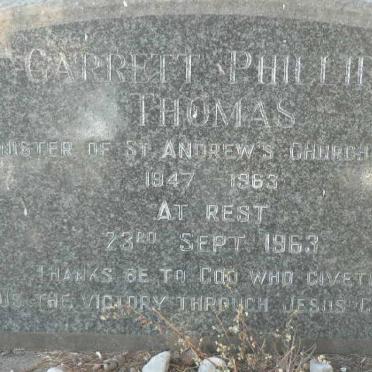 GARRETT PHILLIP
THOMAS
NISTER OF ST. ANDREW'S CHURCH
1947 - 1963
AT REST
23RD SEPT. 1963
THANKS BE TO GOD WHO GIVET
US THE VICTORY THROUGH JESUS C